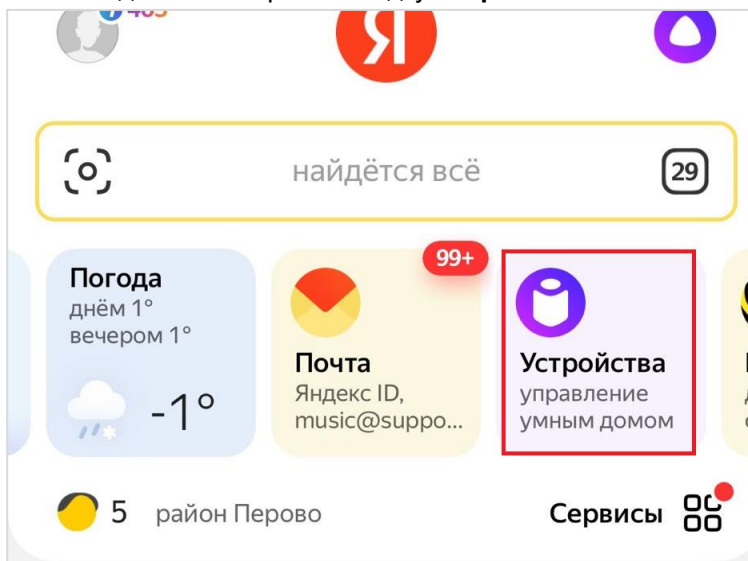 Я
найдётся всё
29
Погода
днём 1°
вечером 1°
-1°
99+
Почта
Яндекс ID,
music@suppo...
Устройства
управление
умным домом
5 район Перово
Сервисы